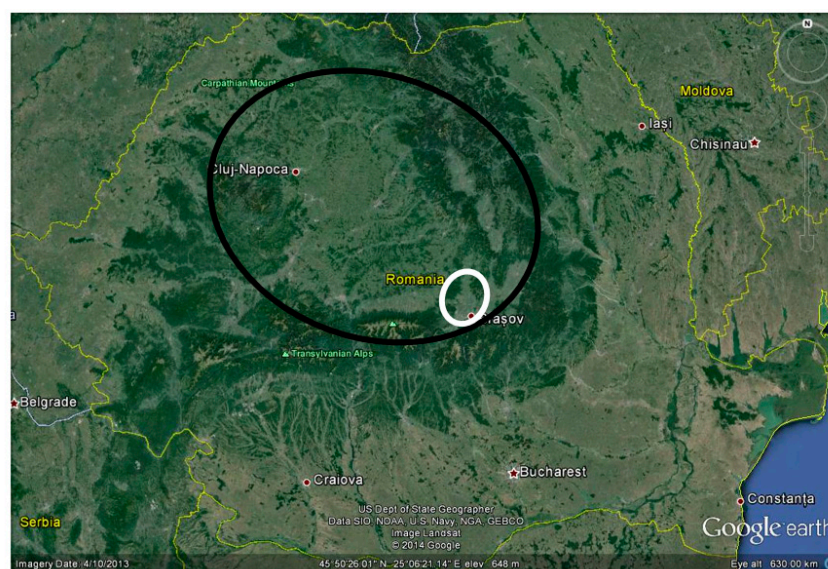 N
Carpathian Mount
Moldova
Iași
Chisinau
Cluj-Napoca
Romania
rașov
Transylvanian Alps
Belgrade
Craiova
Bucharest
Constanța
Serbia
US Dept of State Geographer
Data SIO, NOAA, U.S. Navy, NGA, GEBCO
Image Landsat
© 2014 Google
Google earth
Imagery Date: 4/10/2013 45°50'26.01" N 25°06'21.14" E elev 648 m Eye alt 630.00 km